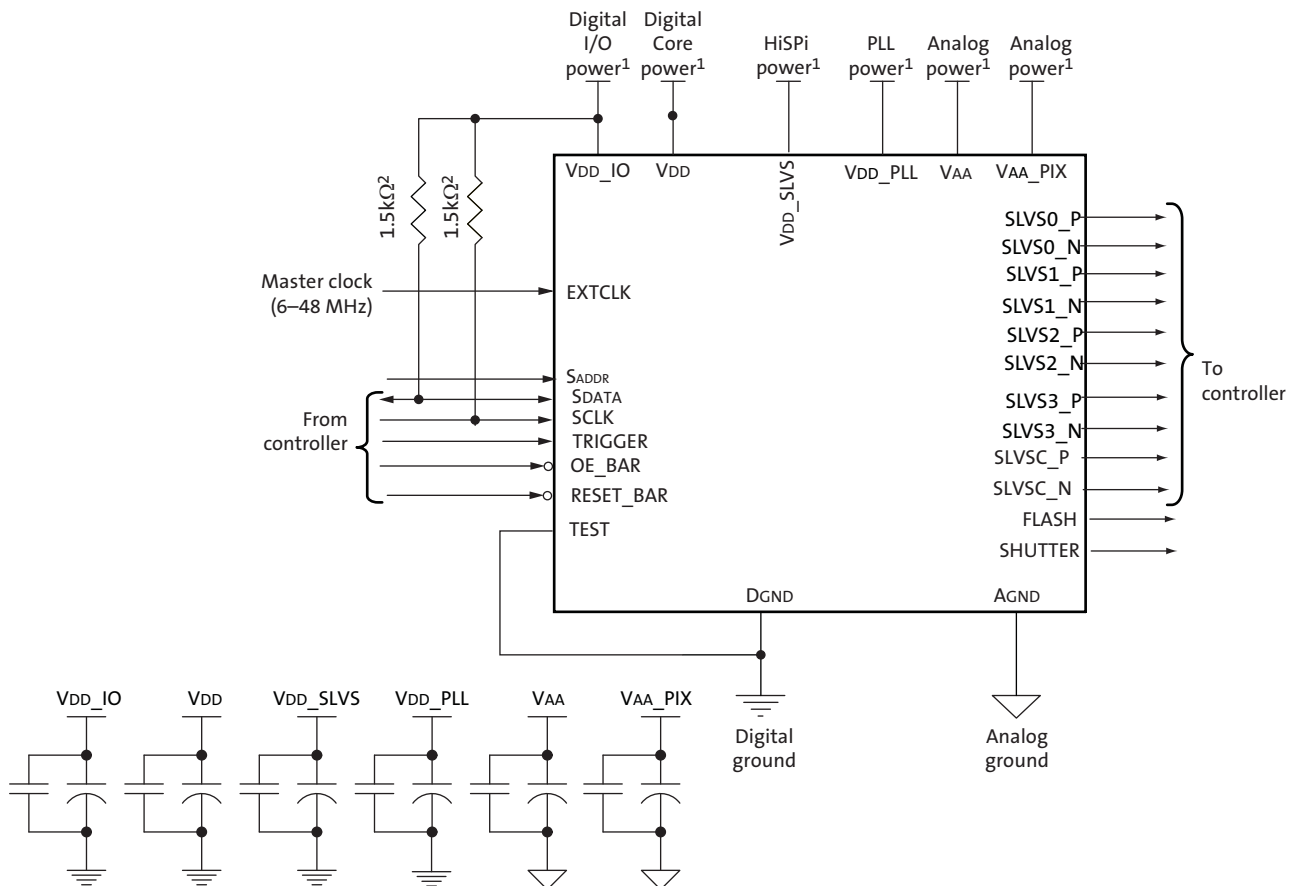 Digital
I/O
power1
Digital
Core
power1
HiSPi
power1
PLL
power1
Analog
power1
Analog
power1
1.5kΩ2
1.5kΩ2
VDD_IO
VDD
VDD_SLVS
VDD_PLL
VAA
VAA_PIX
Master clock
(6–48 MHz)
EXTCLK
From
controller
SADDR
SDATA
SCLK
TRIGGER
OE_BAR
RESET_BAR
TEST
SLVS0_P
SLVS0_N
SLVS1_P
SLVS1_N
SLVS2_P
SLVS2_N
SLVS3_P
SLVS3_N
SLVSC_P
SLVSC_N
FLASH
SHUTTER
To
controller
DGND
AGND
Digital
ground
Analog
ground
VDD_IO
VDD
VDD_SLVS
VDD_PLL
VAA
VAA_PIX